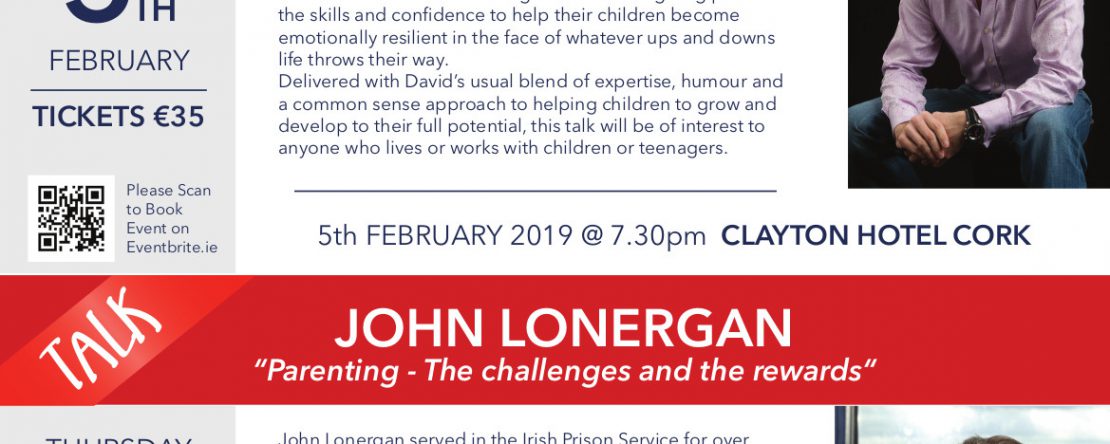 5TH
FEBRUARY
TICKETS €35
Please Scan
to Book
Event on
Eventbrite.ie
the skills and confidence to help their children become
emotionally resilient in the face of whatever ups and downs
life throws their way.
Delivered with David's usual blend of expertise, humour and
a common sense approach to helping children to grow and
develop to their full potential, this talk will be of interest to
anyone who lives or works with children or teenagers.
5th FEBRUARY 2019 @ 7.30pm CLAYTON HOTEL CORK
TALK
JOHN LONERGAN
“Parenting - The challenges and the rewards“
THURSDAY
John Lonergan served in the Irish Prison Service for over